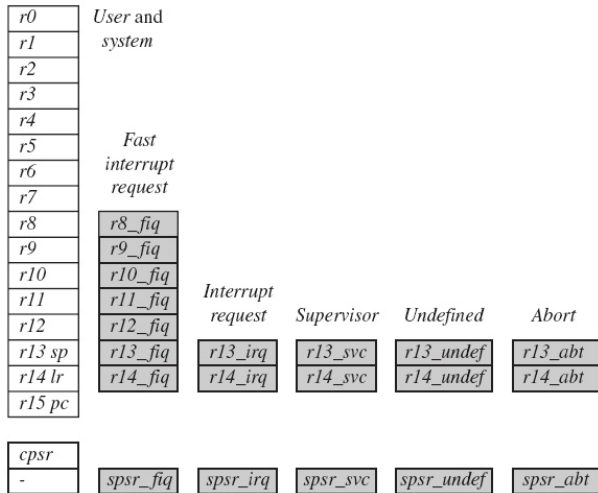 r0 User and
r1 system
r2
r3
r4
r5 Fast
r6 interrupt
r7 request
r8 r8_fiq
r9 r9_fiq
r10 r10_fiq
r11 r11_fiq Interrupt
r12 r12_fiq request Supervisor Undefined Abort
r13 sp r13_fiq r13_irq r13_svc r13_undef r13_abt
r14 lr r14_fiq r14_irq r14_svc r14_undef r14_abt
r15 pc
cpsr
- spsr_fiq spsr_irq spsr_svc spsr_undef spsr_abt